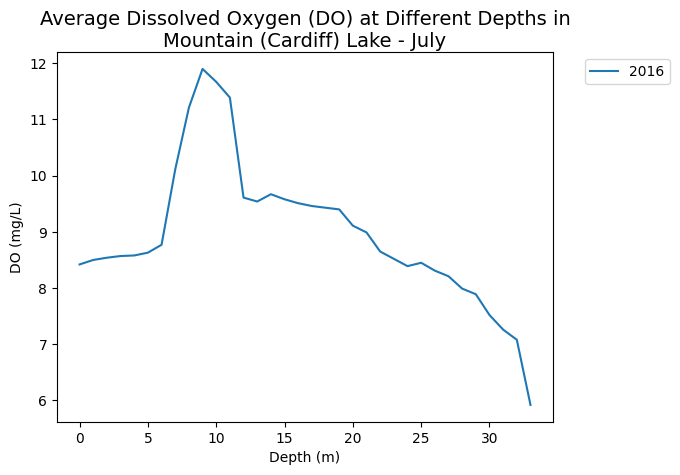 Average Dissolved Oxygen (DO) at Different Depths in
Mountain (Cardiff) Lake - July
2016
12
11
10
9
8
7
6
DO (mg/L)
0 5 10 15 20 25 30
Depth (m)